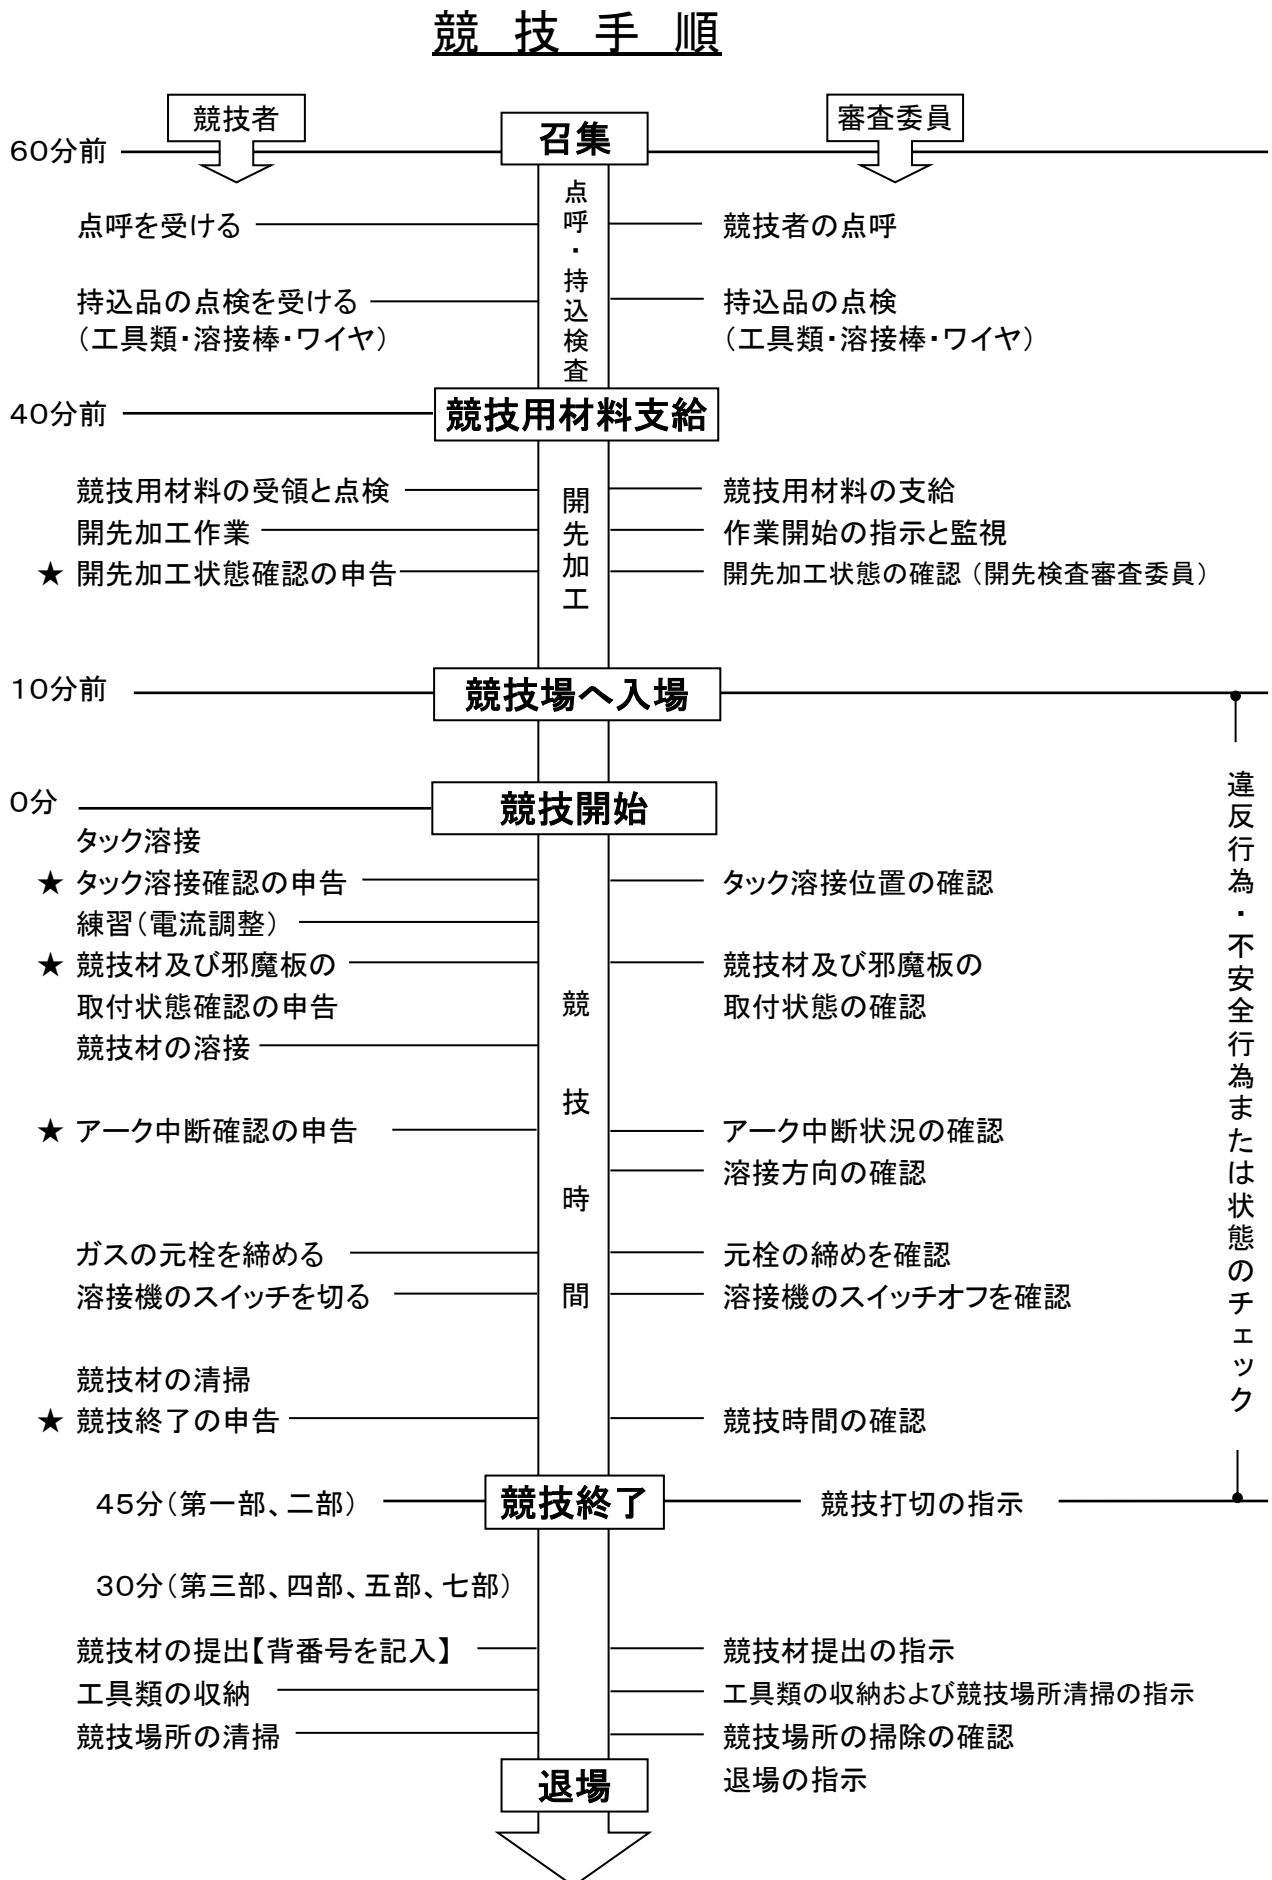 競 技 手 順
競技者
審査委員
60分前
召集
点呼・持込検査
点呼を受ける
競技者の点呼
持込品の点検を受ける
持込品の点検
（工具類・溶接棒・ワイヤ）
（工具類・溶接棒・ワイヤ）
40分前
競技用材料支給
開先加工
競技用材料の受領と点検
競技用材料の支給
開先加工作業
作業開始の指示と監視
★ 開先加工状態確認の申告
開先加工状態の確認（開先検査審査委員）
10分前
競技場へ入場
違反行為・不安全行為または状態のチェック
0分
競技開始
競技時間
タック溶接
★ タック溶接確認の申告
タック溶接位置の確認
練習（電流調整）
★ 競技材及び邪魔板の
競技材及び邪魔板の
取付状態確認の申告
取付状態の確認
競技材の溶接
★ アーク中断確認の申告
アーク中断状況の確認
溶接方向の確認
ガスの元栓を締める
元栓の締めを確認
溶接機のスイッチを切る
溶接機のスイッチオフを確認
競技材の清掃
★ 競技終了の申告
競技時間の確認
45分（第一部、二部）
競技終了
競技打切の指示
30分（第三部、四部、五部、七部）
競技材の提出【背番号を記入】
競技材提出の指示
工具類の収納
工具類の収納および競技場所清掃の指示
競技場所の清掃
競技場所の掃除の確認
退場
退場の指示